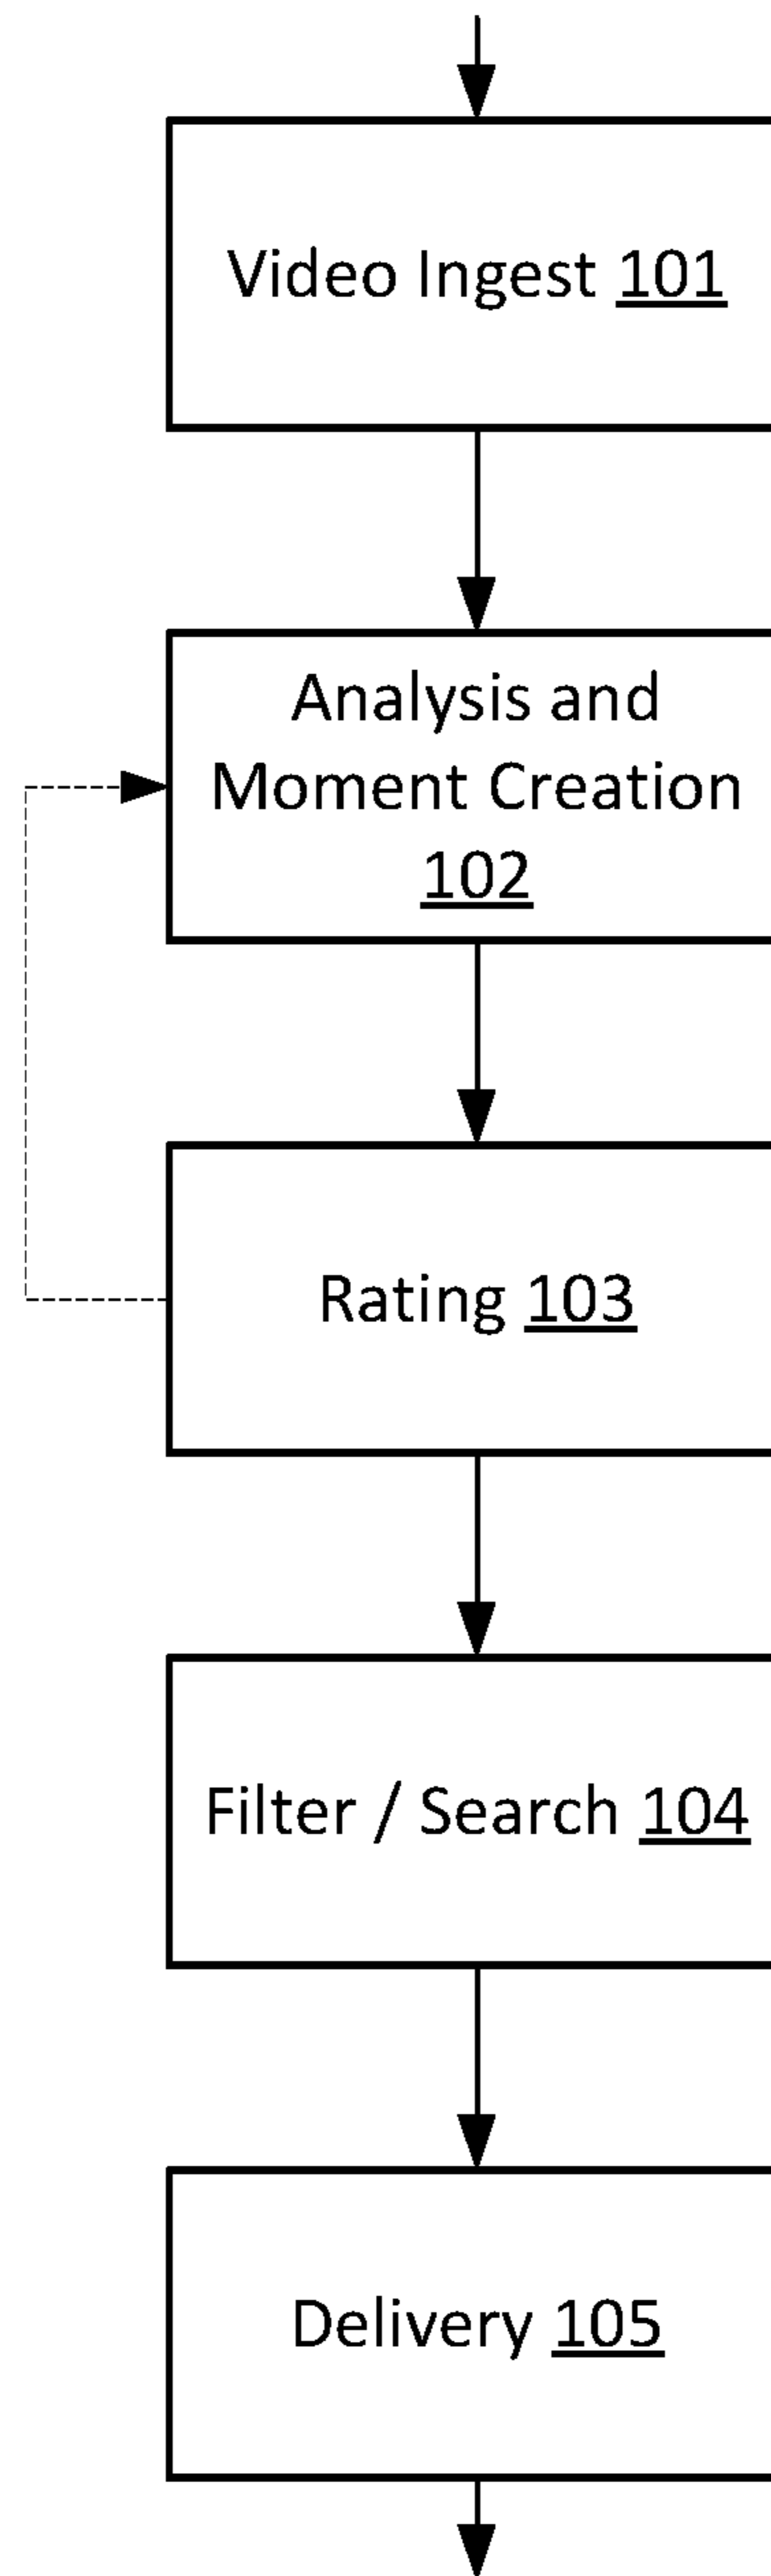 Video Ingest 101
Analysis and
Moment Creation
102
Rating 103
Filter / Search 104
Delivery 105